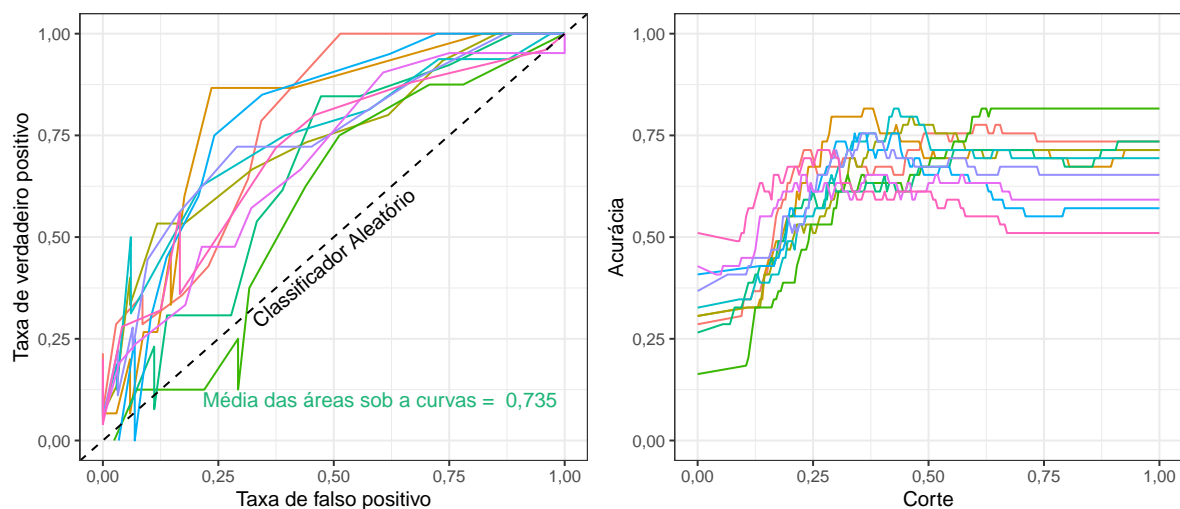 Taxa de verdadeiro positivo
1,00
0,75
0,50
0,25
0,00
Classificador Aleatório
Média das áreas sob a curvas = 0,735
0,00 0,25 0,50 0,75 1,00
Taxa de falso positivo
Acurácia
1,00
0,75
0,50
0,25
0,00
0,00 0,25 0,50 0,75 1,00
Corte